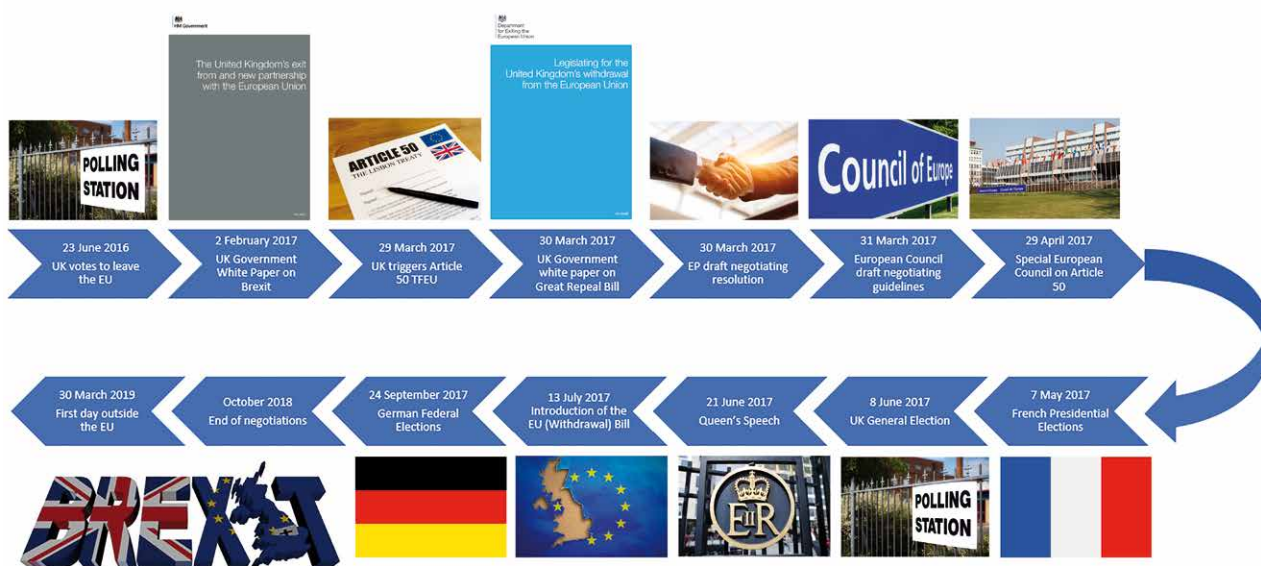 HM Government
The United Kingdom's exit
from and new partnership
with the European Union
Department
for Exiting the
European Union
Legislating for the
United Kingdom's withdrawal
from the European Union
POLLING
STATION
ARTICLE 50
THE LISBON TREATY
Council of Europe
23 June 2016
UK votes to leave
the EU
2 February 2017
UK Government
White Paper on
Brexit
29 March 2017
UK triggers Article
50 TFEU
30 March 2017
UK Government
white paper on
Great Repeal Bill
30 March 2017
EP draft negotiating
resolution
31 March 2017
European Council
draft negotiating
guidelines
29 April 2017
Special European
Council on Article
50
30 March 2019
First day outside
the EU
October 2018
End of negotiations
24 September 2017
German Federal
Elections
13 July 2017
Introduction of the
EU (Withdrawal) Bill
21 June 2017
Queen's Speech
8 June 2017
UK General Election
7 May 2017
French Presidential
Elections
BREXIT
EIIR
POLLING
STATION